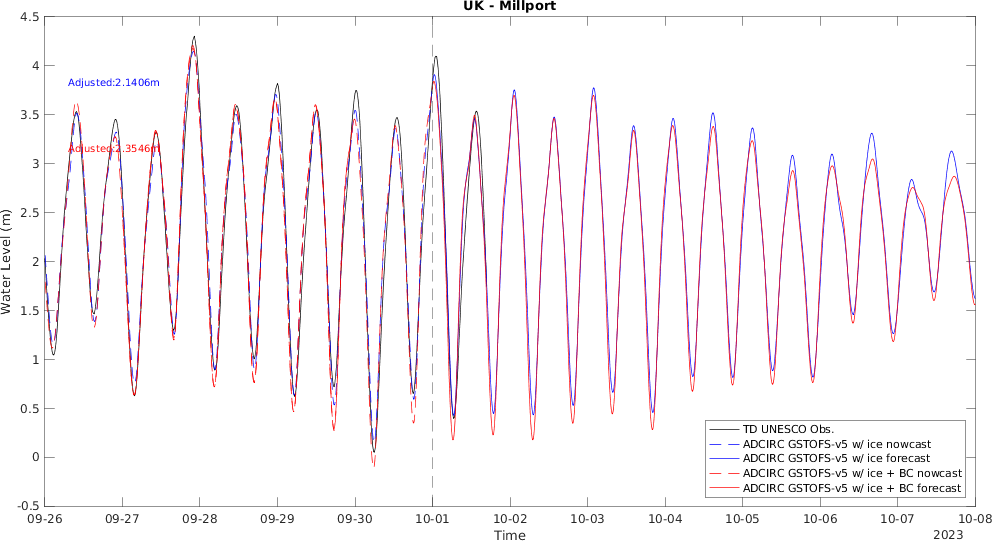 UK - Millport
4.5
4
3.5
3
2.5
2
1.5
1
0.5
0
-0.5
Water Level (m)
Adjusted:2.1406m
Adjusted:2.3546m
TD UNESCO Obs.
ADCIRC GSTOFS-v5 w/ ice nowcast
ADCIRC GSTOFS-v5 w/ ice forecast
ADCIRC GSTOFS-v5 w/ ice + BC nowcast
ADCIRC GSTOFS-v5 w/ ice + BC forecast
09-26 09-27 09-28 09-29 09-30 10-01 10-02 10-03 10-04 10-05 10-06 10-07 10-08
Time
2023